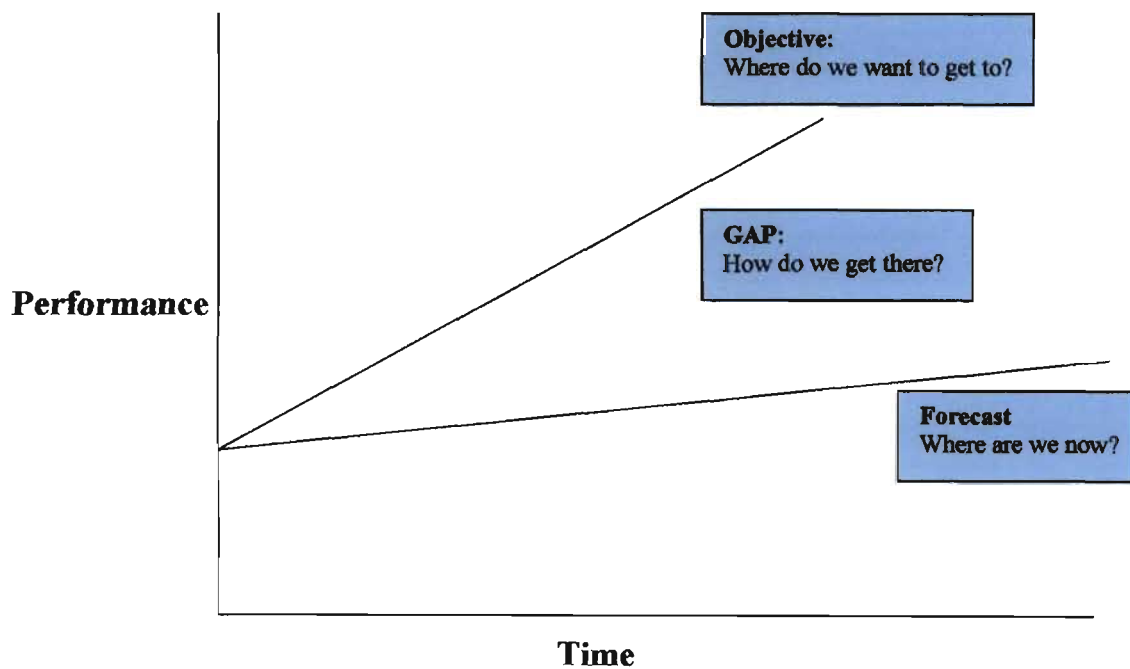 Objective:
Where do we want to get to?
GAP:
How do we get there?
Performance
Forecast
Where are we now?
Time